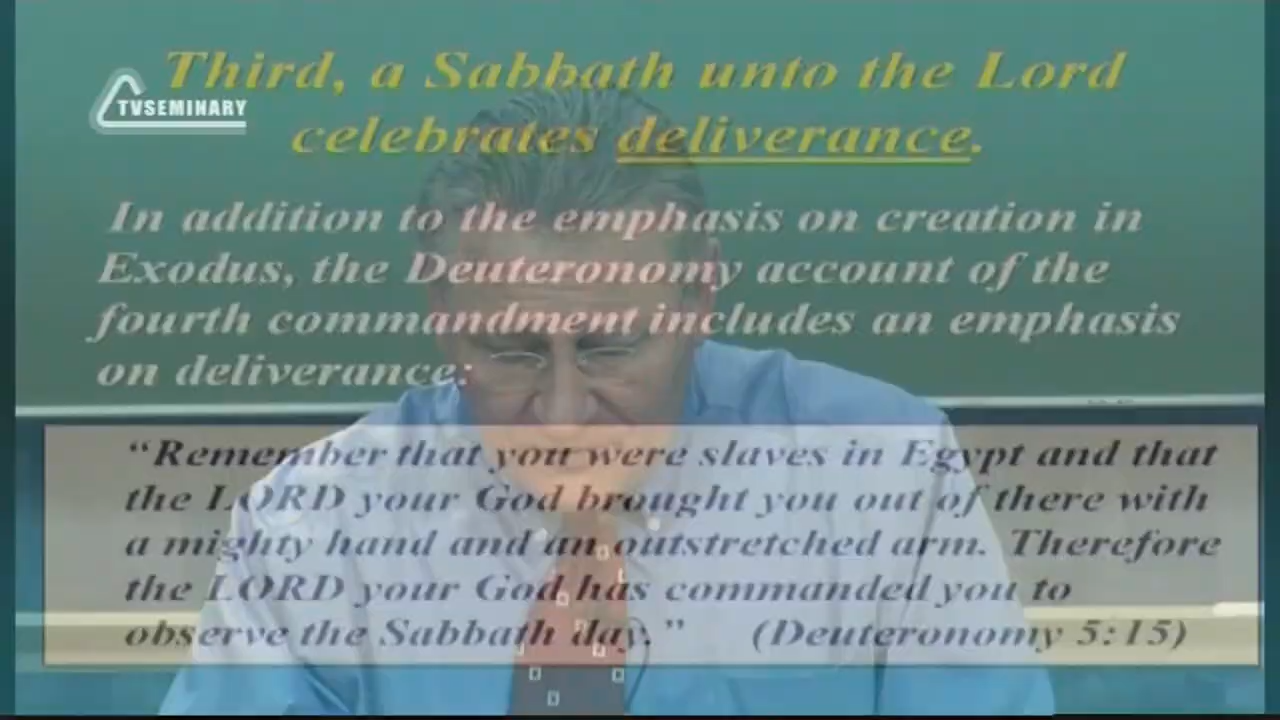 Third, a Sabbath unto the Lord
TVSEMINARY
celebrates deliverance.
In addition to the emphasis on creation in
Exodus, the Deuteronomy account of the
fourth commandment includes an emphasis
on deliverance:
“Remember that you were slaves in Egypt and that
the LORD your God brought you out of there with
a mighty hand and an outstretched arm. Therefore
the LORD your God has commanded you to
observe the Sabbath day.” (Deuteronomy 5:15)